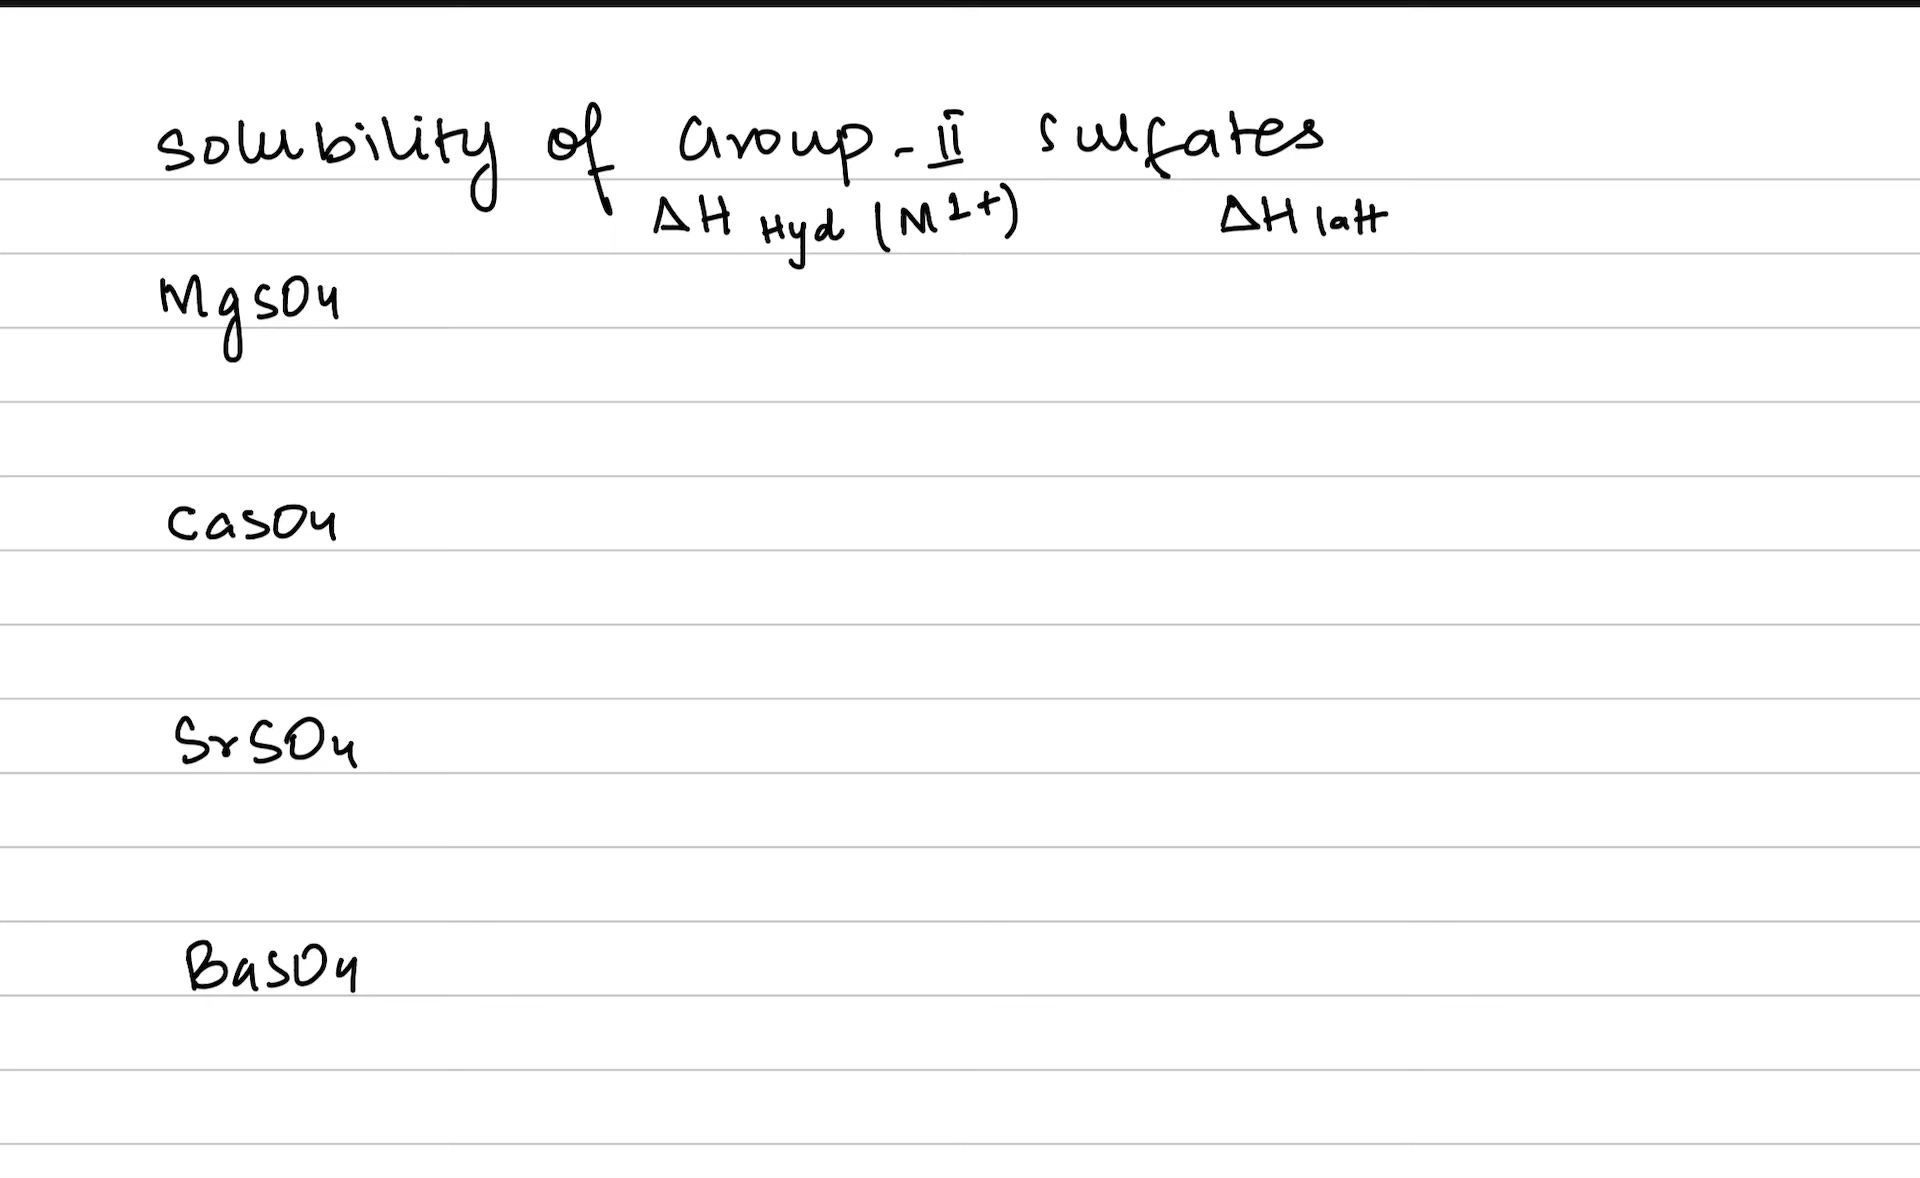 solubility of Group-II sulfates
ΔH Hyd (M2+) ΔH latt
MgSO4
CaSO4
SrSO4
BaSO4